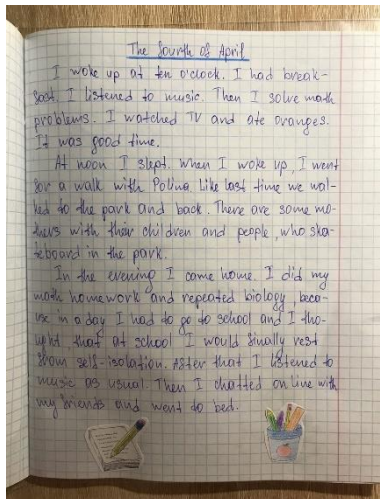 The fourth of April
I woke up at ten o'clock. I had break-
fast. I listened to music. Then I solve math
problems. I watched TV and ate oranges.
It was good time.
At noon I slept. When I woke up, I went
for a walk with Polina. Like last time we wal-
ked to the park and back. There are some mo-
thers with their children and people, who ska-
teboard in the park.
In the evening I came home. I did my
math homework and repeated biology, beca-
use in a day I had to go to school and I tho-
ught that at school I would finally rest
from self-isolation. After that I listened to
music as usual. Then I chatted on line with
my friends and went to bed.